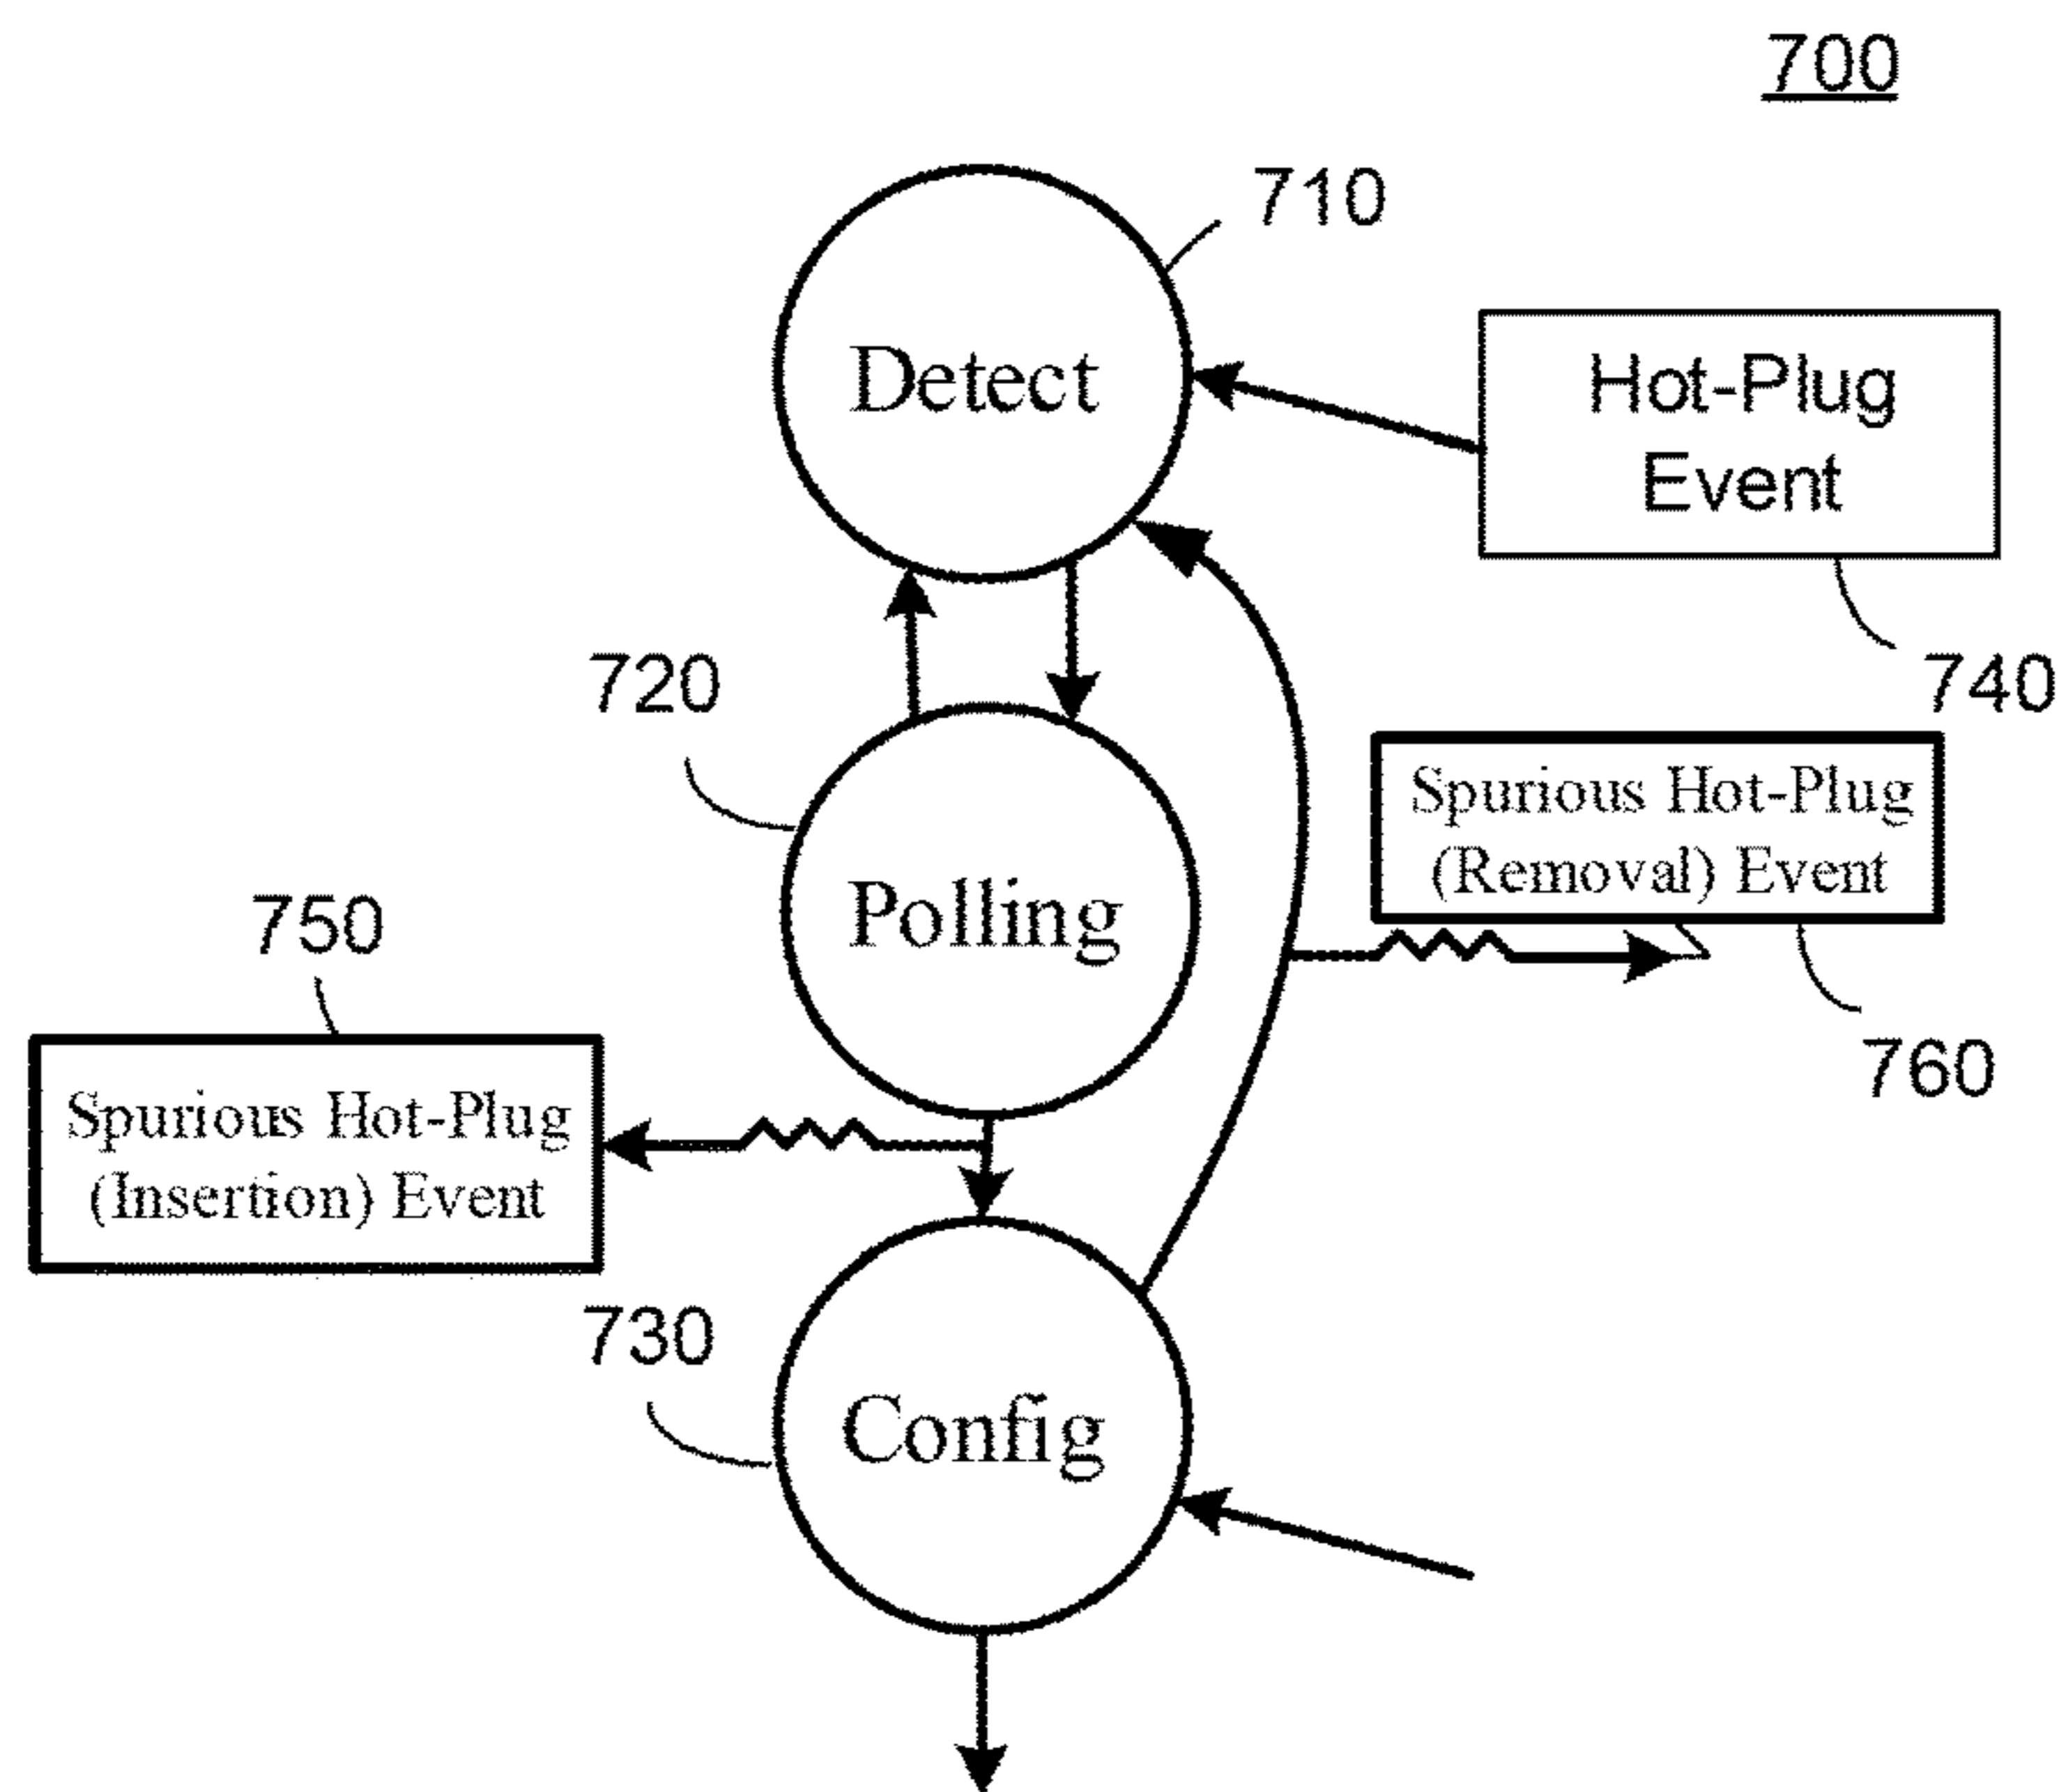 700
710
Detect
Hot-Plug
Event
720
740
Spurious Hot-Plug
(Removal) Event
Polling
750
760
Spurious Hot-Plug
(Insertion) Event
730
Config